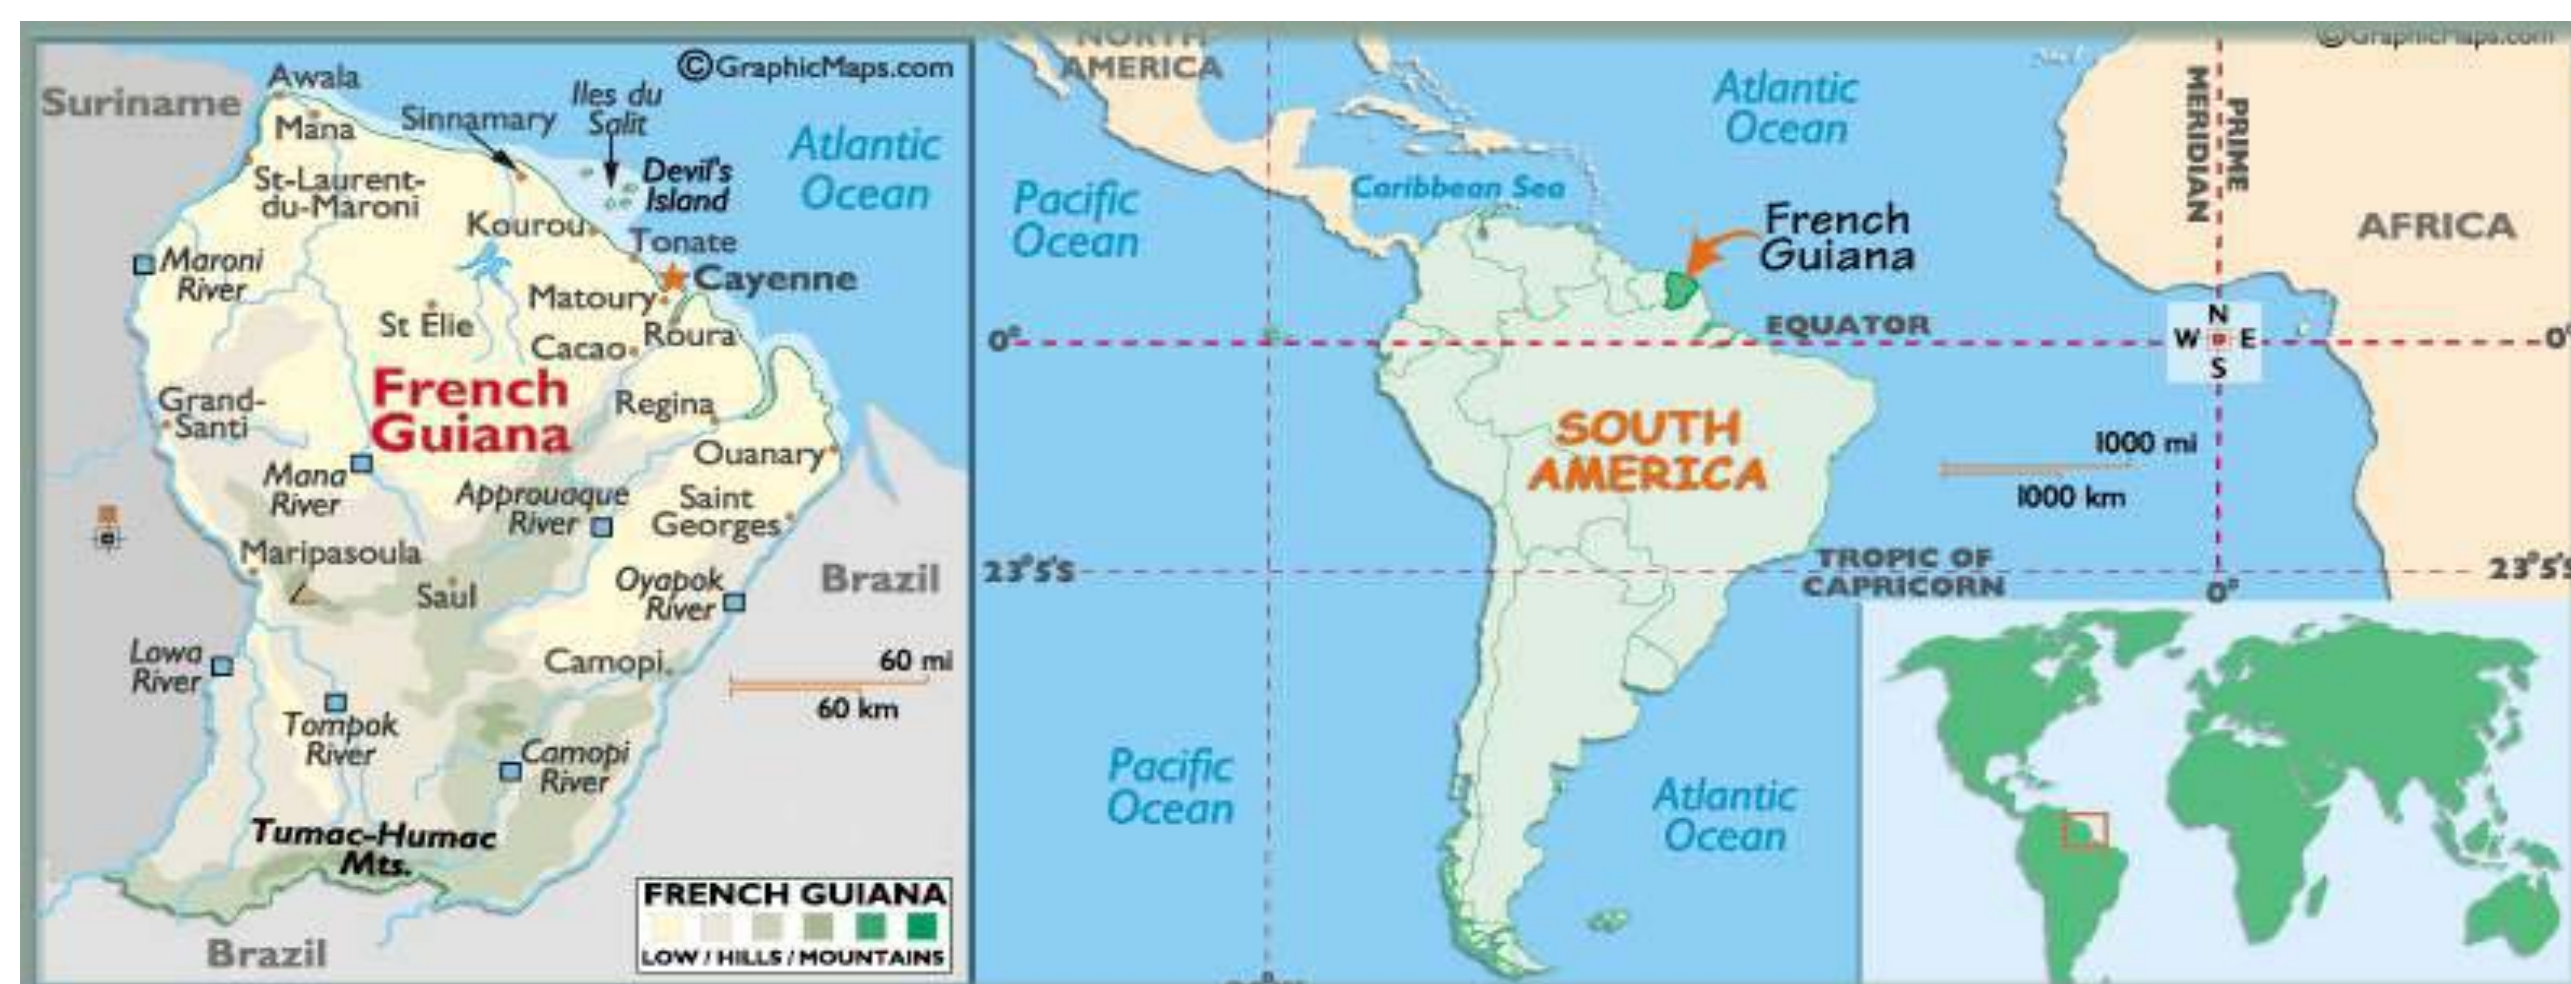 ©GraphicMaps.com
Awala
Suriname
Iles du
Salit
Sinnamary
Mana
Atlantic
Ocean
Devil's
Island
St-Laurent-
du-Maroni
Kourou
Tonate
Maroni
River
Cayenne
Matoury
St Elie
Roura
Cacao
French
Guiana
Grand-
Santi
Regina
Ouanary
Mana
River
Approuaque
River
Saint
Georges
Maripasoula
Saul
Oyapok
River
Brazil
Lawa
River
Camopi
60 mi
60 km
Tompok
River
Camopi
River
Tumac-Humac
Mts.
FRENCH GUIANA
LOW / HILLS / MOUNTAINS
Brazil
NORTH
AMERICA
©GraphicMaps.com
Atlantic
Ocean
PRIME
MERIDIAN
Pacific
Ocean
Caribbean Sea
French
Guiana
AFRICA
EQUATOR
N
W E
S
0°
0°
SOUTH
AMERICA
1000 mi
1000 km
23°5'S
TROPIC OF
CAPRICORN
23°5'S
0°
Pacific
Ocean
Atlantic
Ocean